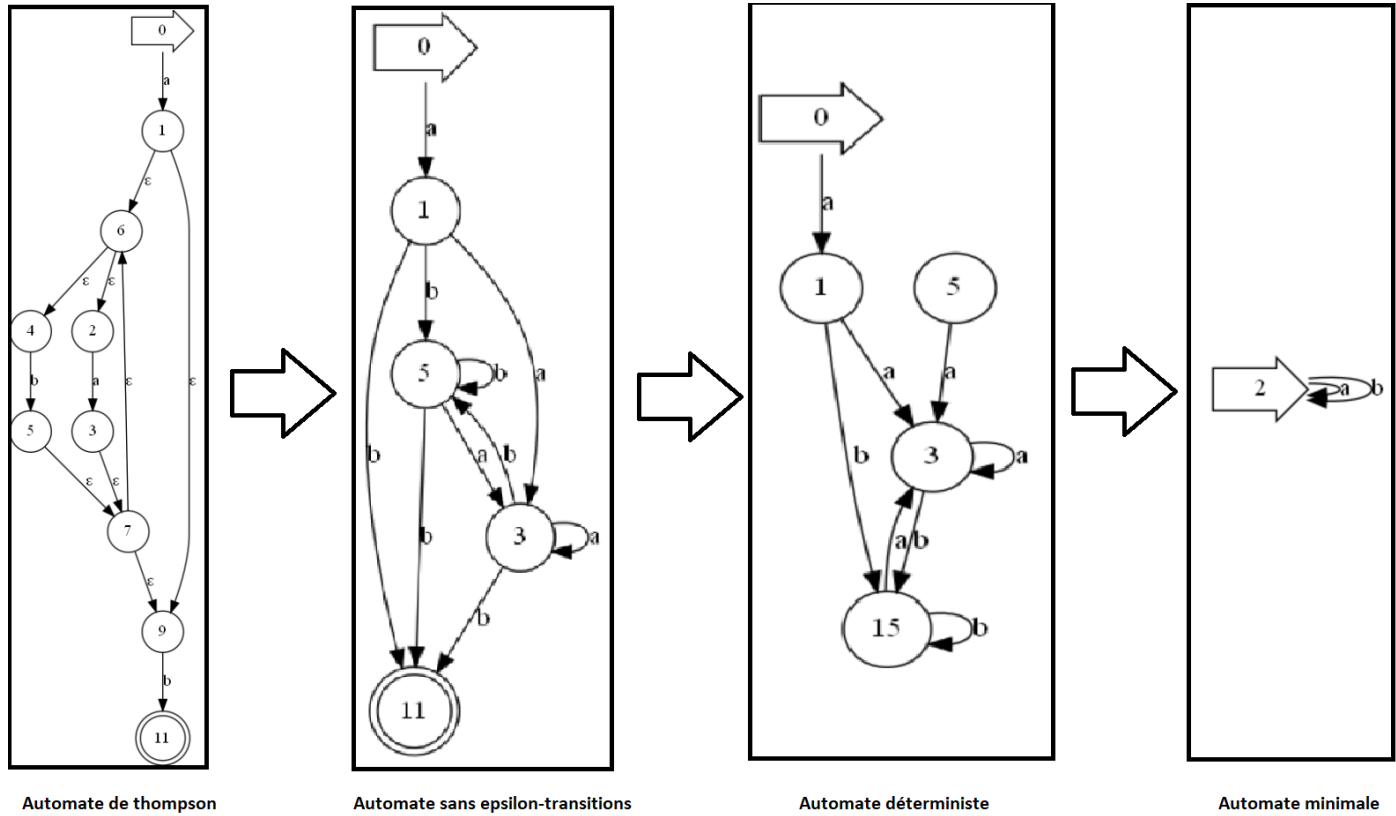 0
a
1
ε
6
ε
ε
4
2
b
a
ε
ε
5
3
ε
ε
7
ε
9
b
11
Automate de thompson
0
a
1
b
5
b
a
b
a
b
b
3
a
b
11
Automate sans epsilon-transitions
0
a
1
5
a
a
b
3
a
a
b
15
b
Automate déterministe
2
a
b
Automate minimale